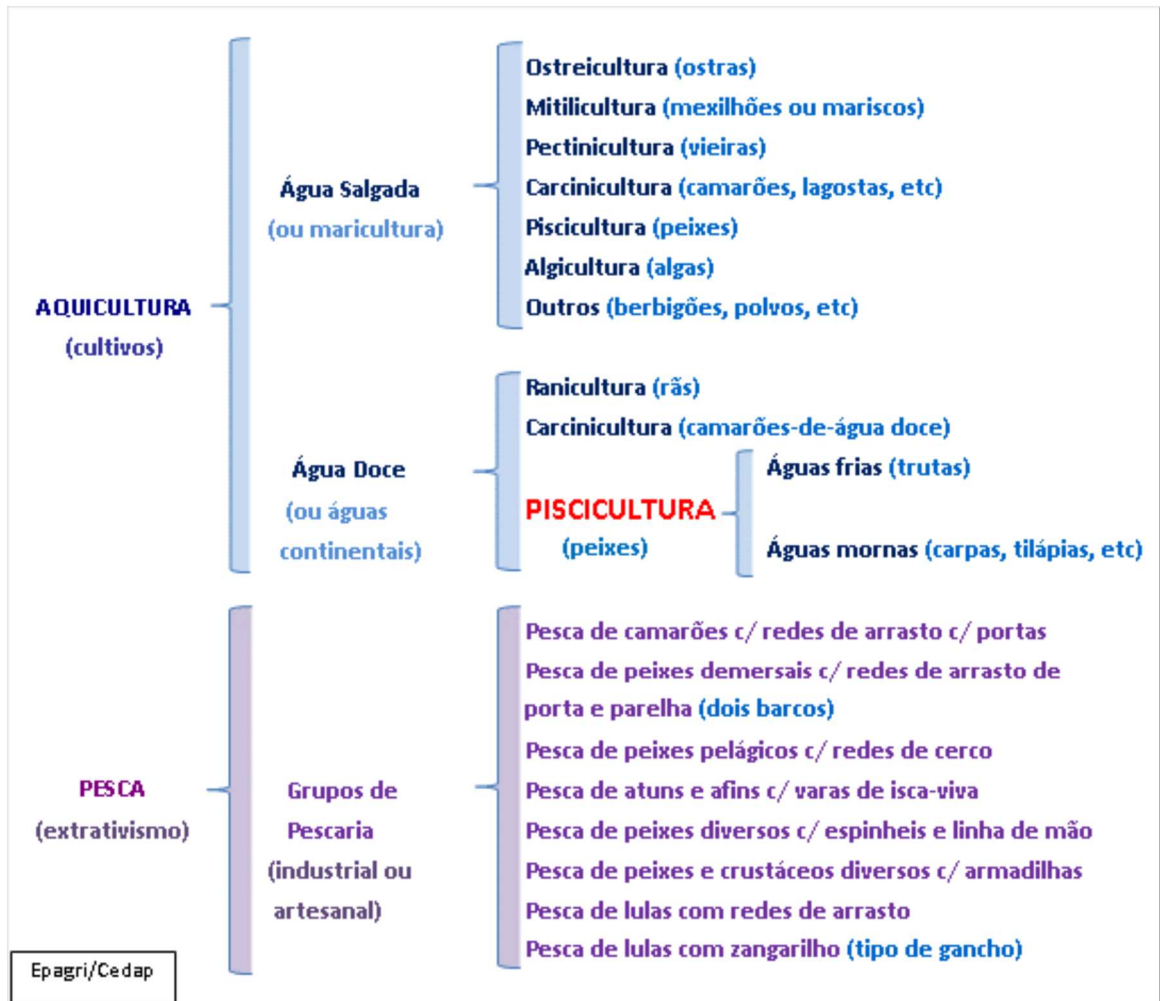 AQUICULTURA
(cultivos)
Água Salgada
(ou maricultura)
Ostreicultura (ostras)
Mitilicultura (mexilhões ou mariscos)
Pectinicultura (vieiras)
Carcinicultura (camarões, lagostas, etc)
Piscicultura (peixes)
Algicultura (algas)
Outros (berbigões, polvos, etc)
Água Doce
(ou águas
continentais)
Ranicultura (rãs)
Carcinicultura (camarões-de-água doce)
PISCICULTURA
(peixes)
Águas frias (trutas)
Águas mornas (carpas, tilápias, etc)
PESCA
(extrativismo)
Grupos de
Pescaria
(industrial ou
artesanal)
Pesca de camarões c/ redes de arrasto c/ portas
Pesca de peixes demersais c/ redes de arrasto de
porta e parelha (dois barcos)
Pesca de peixes pelágicos c/ redes de cerco
Pesca de atuns e afins c/ varas de isca-viva
Pesca de peixes diversos c/ espinheis e linha de mão
Pesca de peixes e crustáceos diversos c/ armadilhas
Pesca de lulas com redes de arrasto
Pesca de lulas com zangarilho (tipo de gancho)
Epagri/Cedap